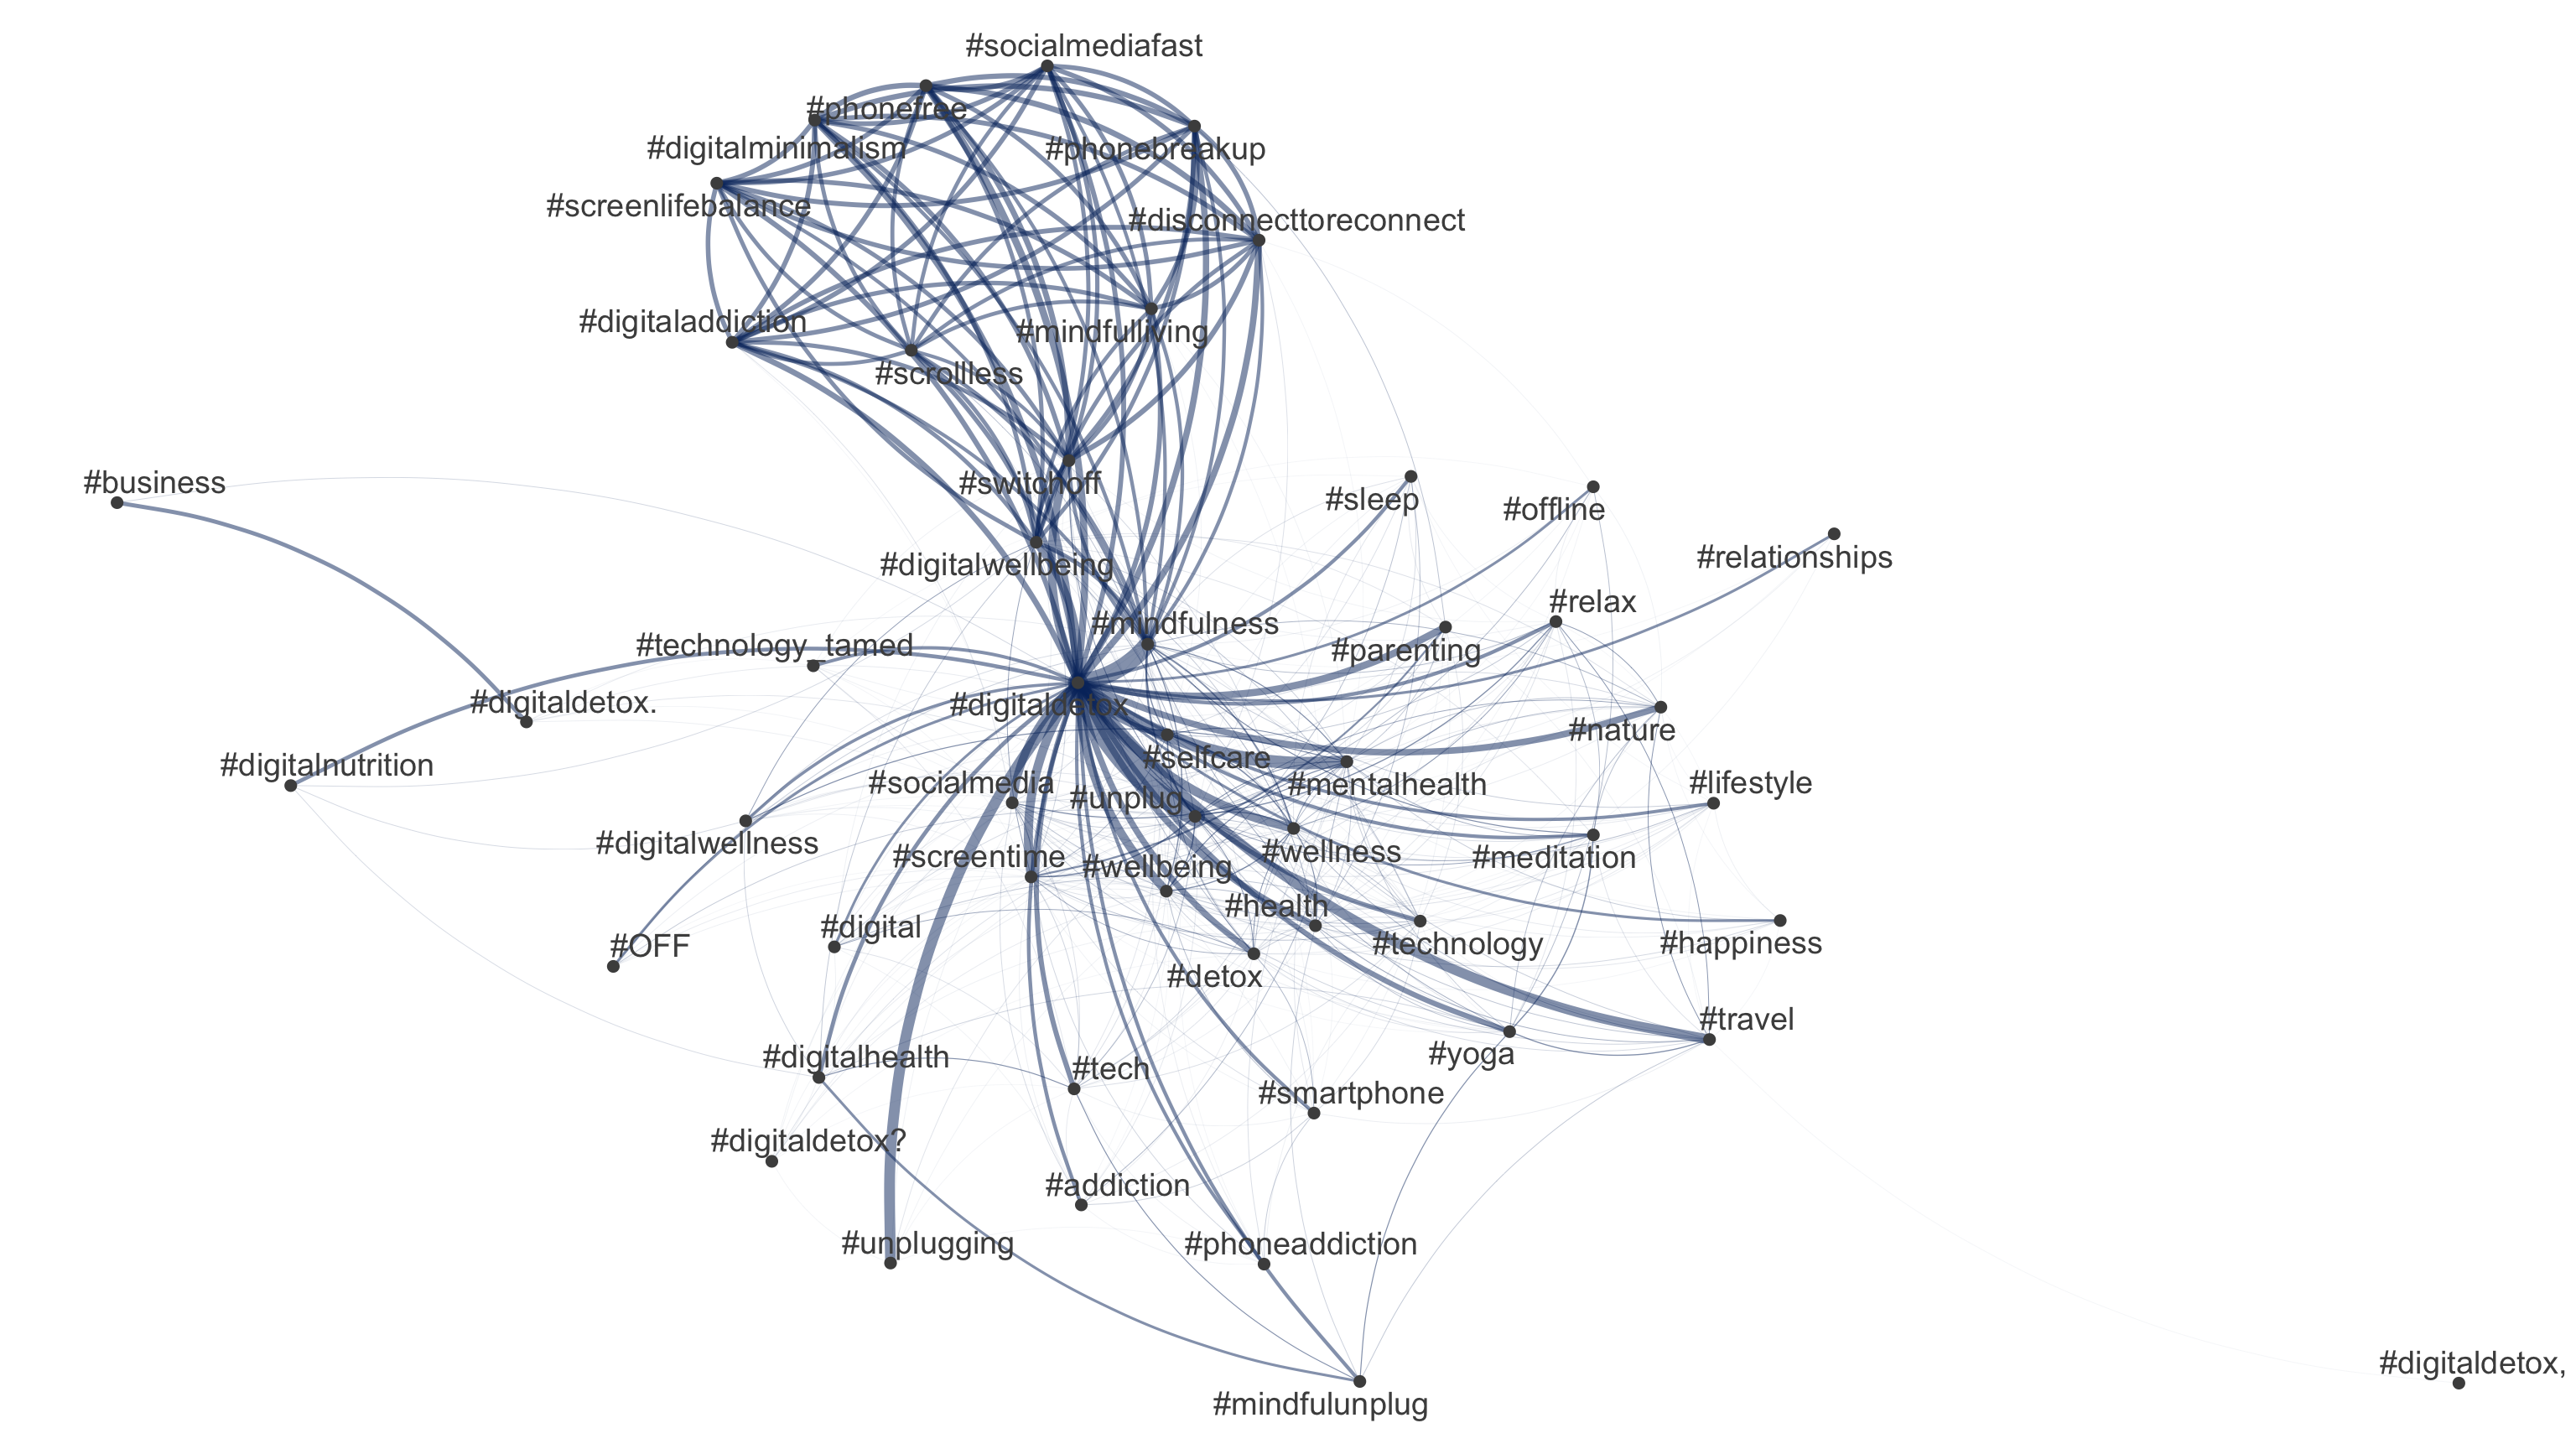 #socialmediafast
#phonefree
#digitalminimalism
#phonebreakup
#screenlifebalance
#disconnecttoreconnect
#digitaladdiction
#mindfulliving
#scrollless
#business
#switchoff
#sleep
#offline
#digitalwellbeing
#relationships
#relax
#mindfulness
#technology_tamed
#parenting
#digitaldetox.
#digitaldetox
#nature
#selfcare
#digitalnutrition
#socialmedia
#mentalhealth
#lifestyle
#unplug
#digitalwellness
#screentime
#wellness
#meditation
#wellbeing
#health
#digital
#OFF
#technology
#happiness
#detox
#travel
#digitalhealth
#yoga
#tech
#smartphone
#digitaldetox?
#addiction
#unplugging
#phoneaddiction
#digitaldetox,
#mindfulunplug